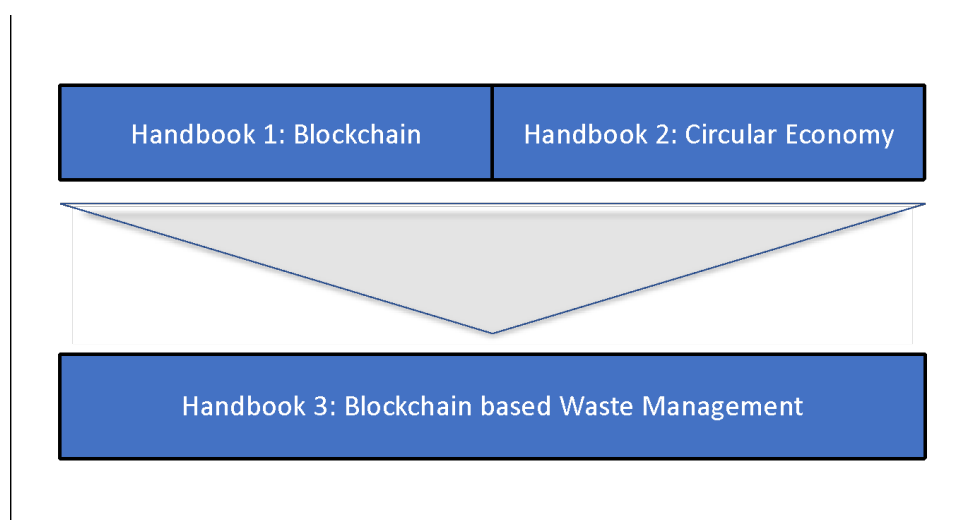 Handbook 1: Blockchain
Handbook 2: Circular Economy
Handbook 3: Blockchain based Waste Management